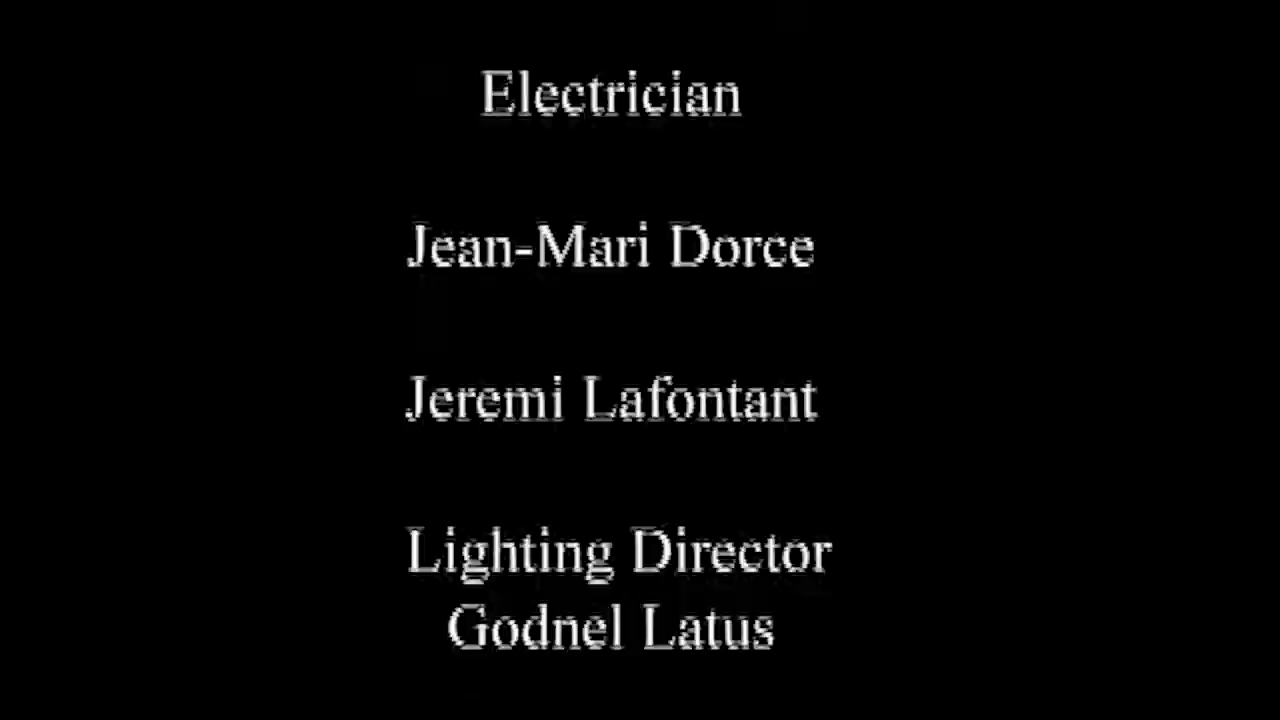 Electrician
Jean-Mari Dorce
Jeremi Lafontant
Lighting Director
Godnel Latus